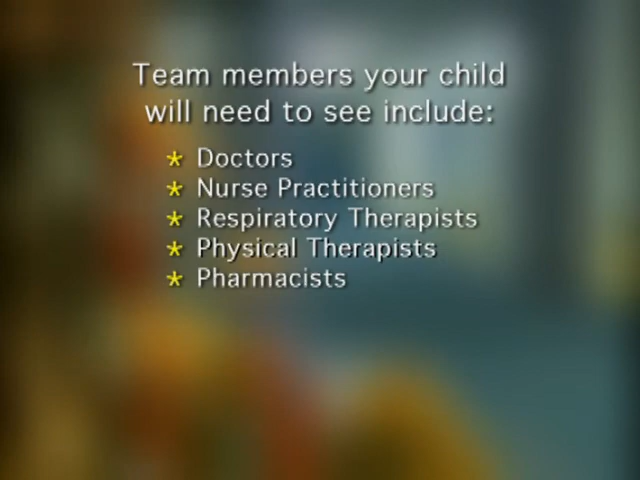 Team members your child
will need to see include:
* Doctors
* Nurse Practitioners
* Respiratory Therapists
* Physical Therapists
* Pharmacists